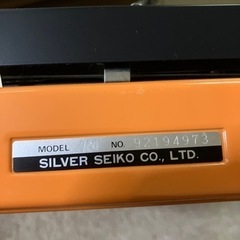 MODEL NO. 92194973
SILVER SEIKO CO., LTD.